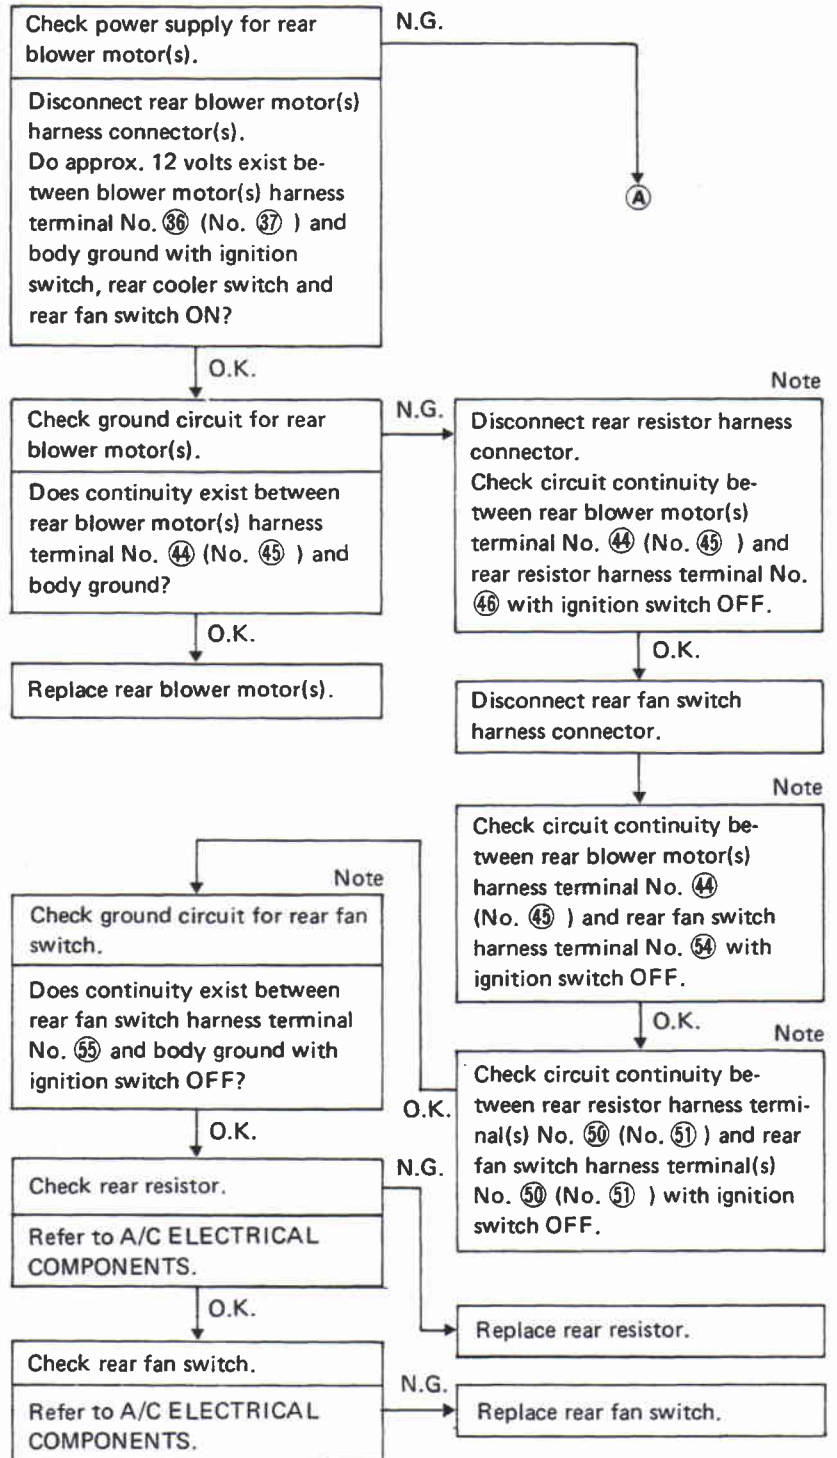 Check power supply for rear
blower motor(s).
N.G.
Disconnect rear blower motor(s)
harness connector(s).
Do approx. 12 volts exist be-
tween blower motor(s) harness
terminal No. ㊱ (No. ㊲ ) and
body ground with ignition
switch, rear cooler switch and
rear fan switch ON?
Ⓐ
O.K.
Check ground circuit for rear
blower motor(s).
Does continuity exist between
rear blower motor(s) harness
terminal No. ㊹ (No. ㊺ ) and
body ground?
N.G.
Note
Disconnect rear resistor harness
connector.
Check circuit continuity be-
tween rear blower motor(s)
terminal No. ㊹ (No. ㊺ ) and
rear resistor harness terminal No.
㊻ with ignition switch OFF.
O.K.
Replace rear blower motor(s).
O.K.
Disconnect rear fan switch
harness connector.
Note
Check circuit continuity be-
tween rear blower motor(s)
harness terminal No. ㊹
(No. ㊺ ) and rear fan switch
harness terminal No. 54 with
ignition switch OFF.
O.K.
Note
Check circuit continuity be-
tween rear resistor harness termi-
nal(s) No. ㊿ (No. 51 ) and rear
fan switch harness terminal(s)
No. ㊿ (No. 51 ) with ignition
switch OFF.
O.K.
Note
Check ground circuit for rear fan
switch.
Does continuity exist between
rear fan switch harness terminal
No. 55 and body ground with
ignition switch OFF?
O.K.
Check rear resistor.
Refer to A/C ELECTRICAL
COMPONENTS.
N.G.
Replace rear resistor.
O.K.
Check rear fan switch.
Refer to A/C ELECTRICAL
COMPONENTS.
N.G.
Replace rear fan switch.